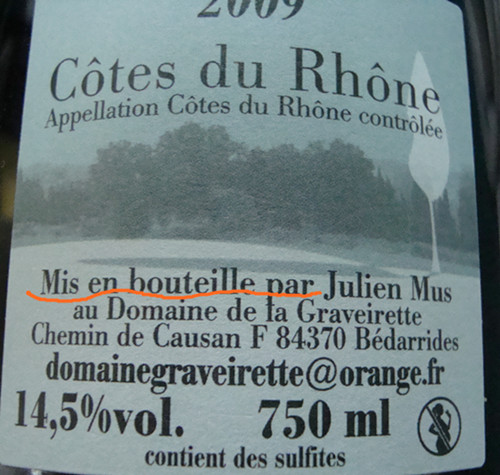 2009
Côtes du Rhône
Appellation Côtes du Rhône contrôlée
Mis en bouteille par Julien Mus
au Domaine de la Graveirette
Chemin de Causan F 84370 Bédarrides
domainegraveirette@orange.fr
14,5%vol. 750 ml
contient des sulfites